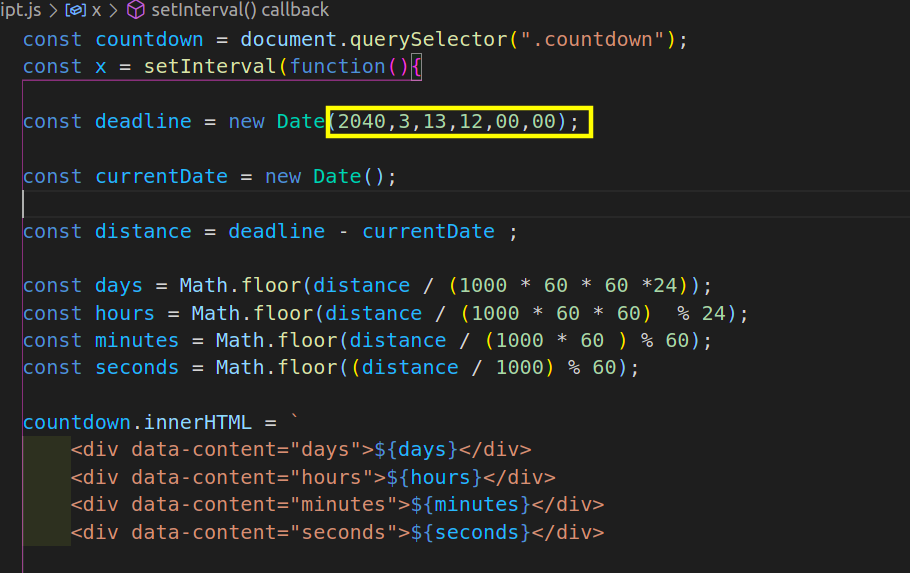 ipt.js > x > setInterval() callback
const countdown = document.querySelector(".countdown");
const x = setInterval(function(){
const deadline = new Date(2040,3,13,12,00,00);
const currentDate = new Date();
const distance = deadline - currentDate ;
const days = Math.floor(distance / (1000 * 60 * 60 *24));
const hours = Math.floor(distance / (1000 * 60 * 60)  % 24);
const minutes = Math.floor(distance / (1000 * 60 ) % 60);
const seconds = Math.floor((distance / 1000) % 60);
countdown.innerHTML = `
<div data-content="days">${days}</div>
<div data-content="hours">${hours}</div>
<div data-content="minutes">${minutes}</div>
<div data-content="seconds">${seconds}</div>